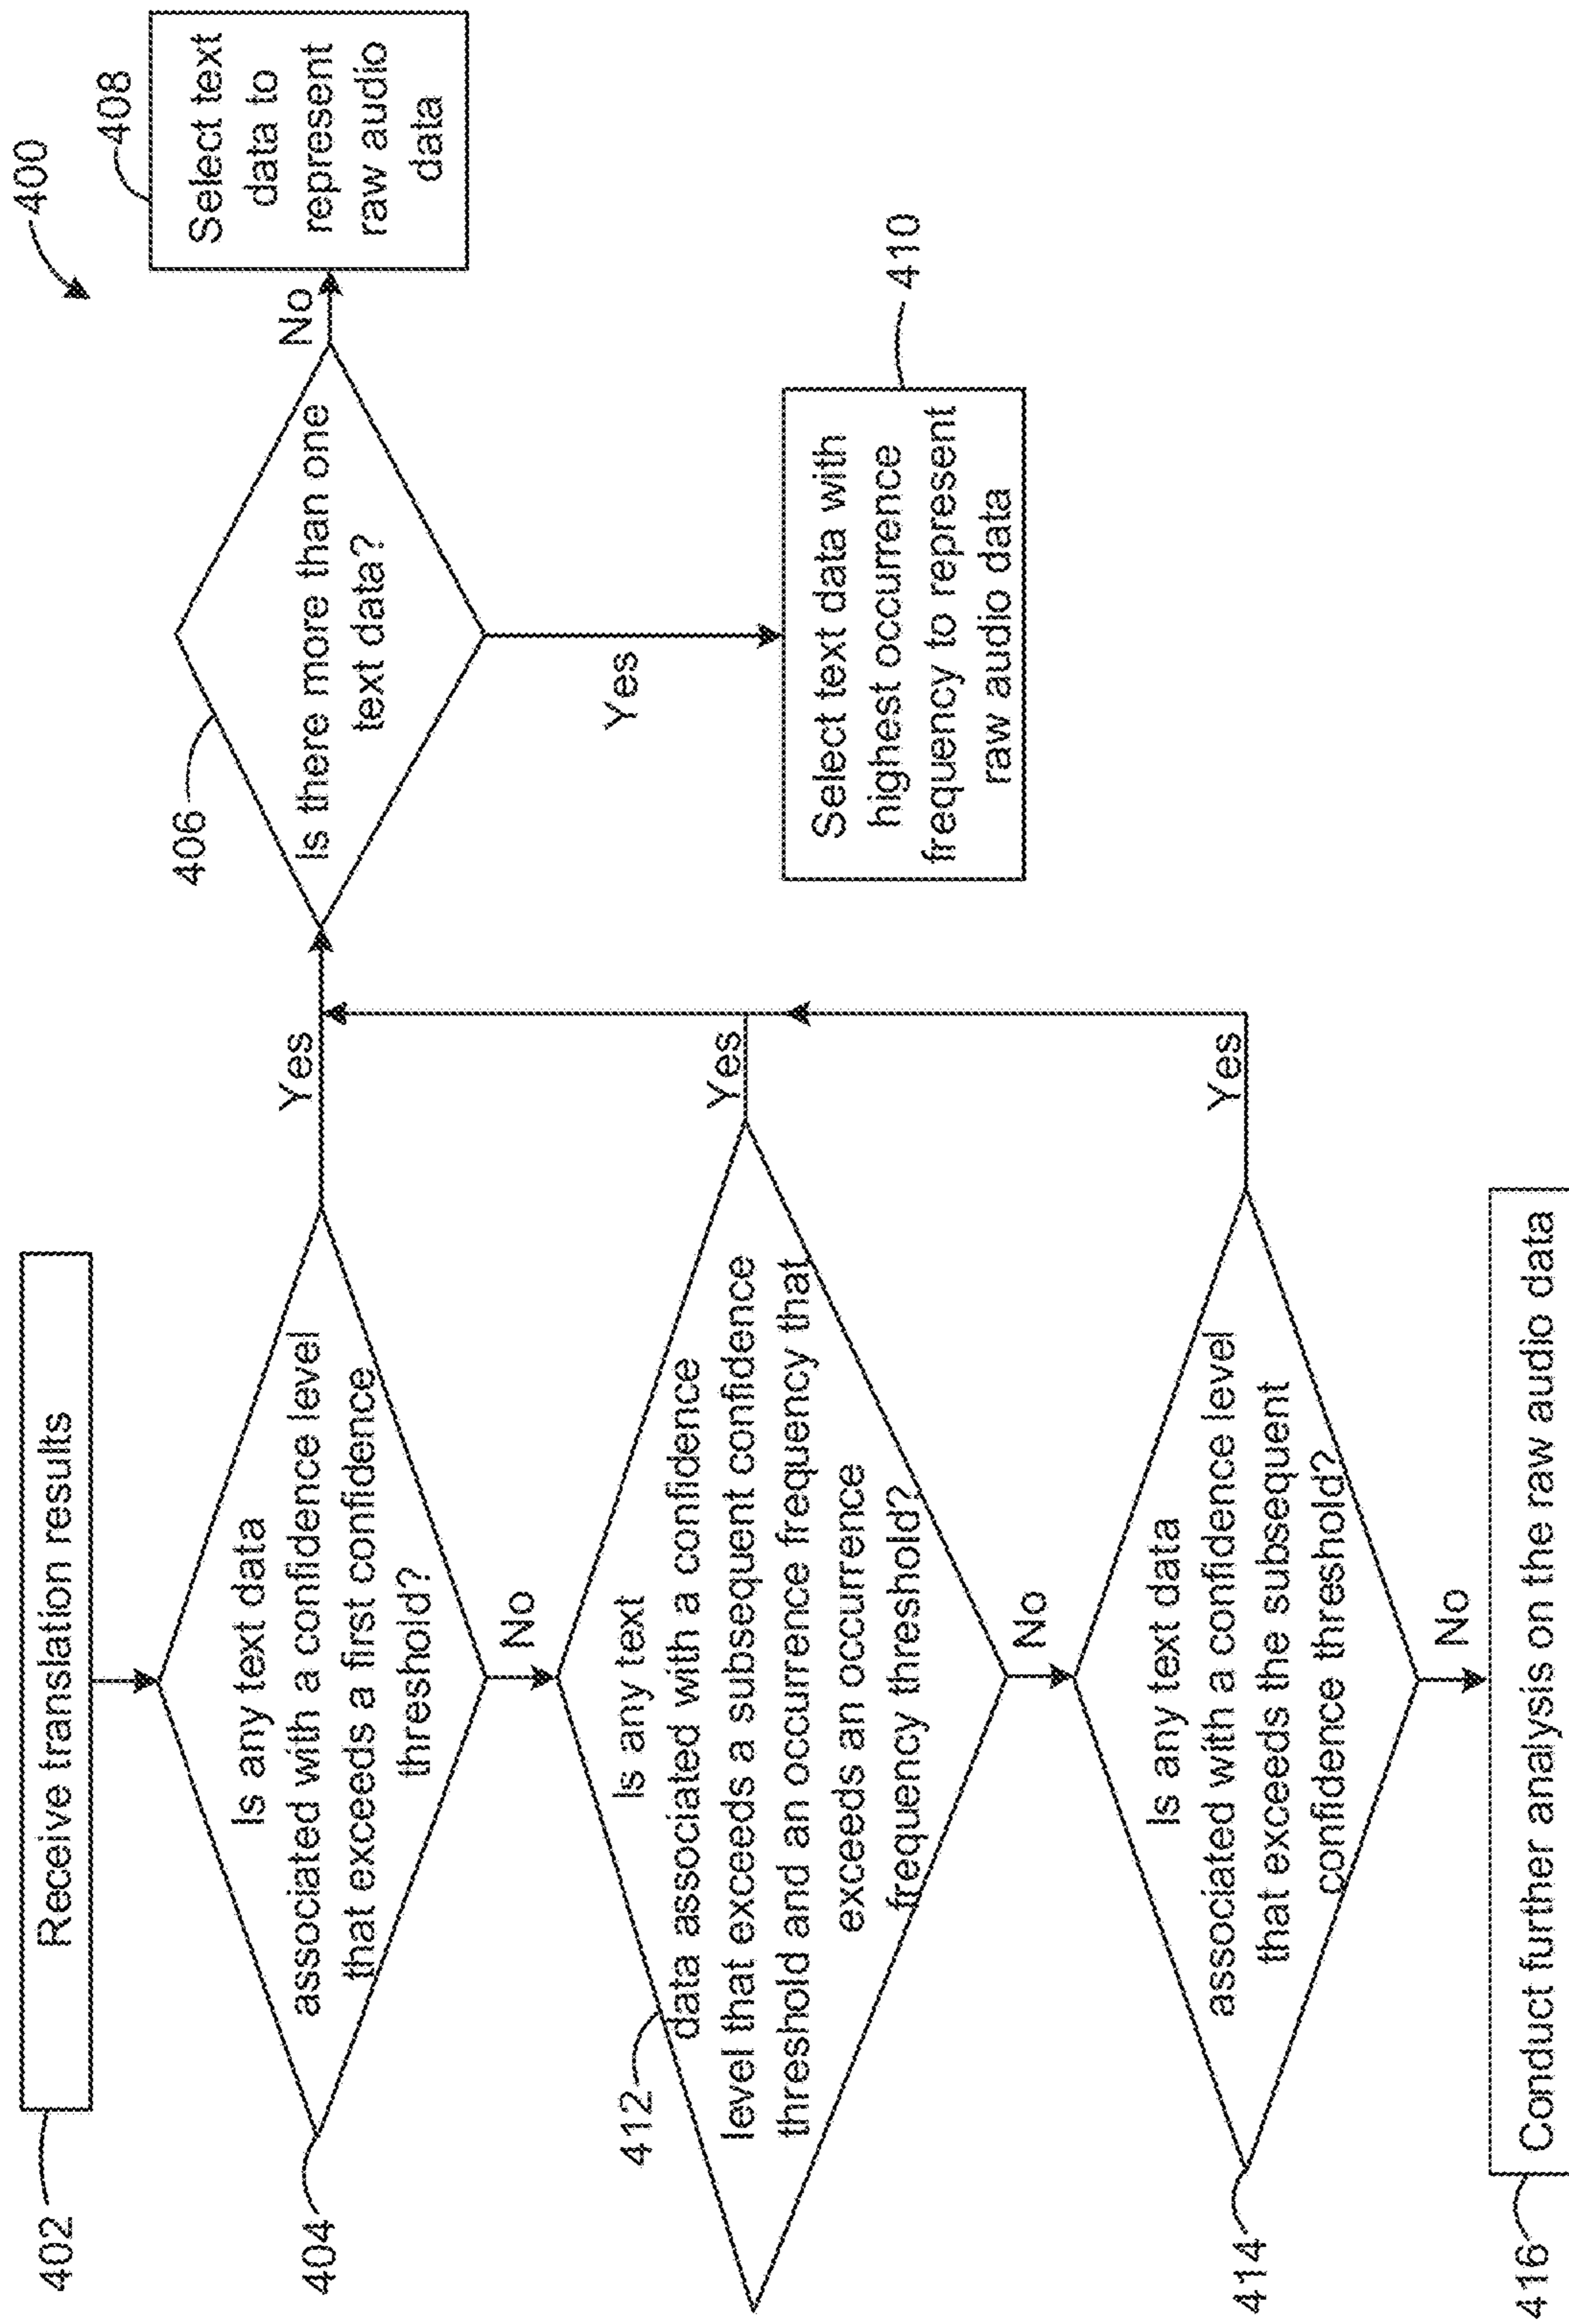 400
402
Receive translation results
404
Is any text data
associated with a confidence level
that exceeds a first confidence
threshold?
Yes
No
406
Is there more than one
text data?
No
Yes
408
Select text
data to
represent
raw audio
data
410
Select text data with
highest occurrence
frequency to represent
raw audio data
412
Is any text
data associated with a confidence
level that exceeds a subsequent confidence
threshold and an occurrence frequency that
exceeds an occurrence
frequency threshold?
Yes
No
414
Is any text data
associated with a confidence level
that exceeds the subsequent
confidence threshold?
Yes
No
416
Conduct further analysis on the raw audio data